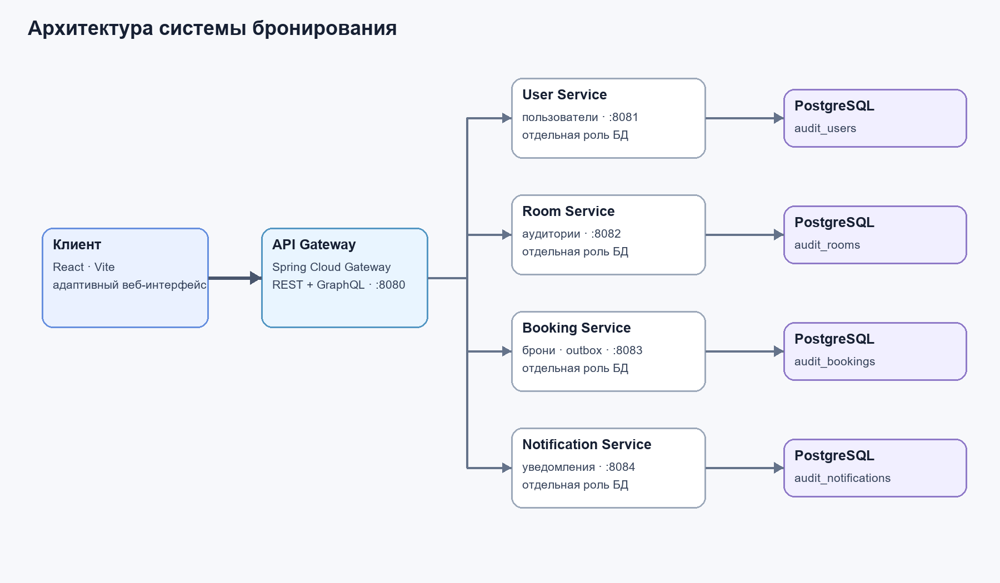 Архитектура системы бронирования
Клиент
React · Vite
адаптивный веб-интерфейс
API Gateway
Spring Cloud Gateway
REST + GraphQL · :8080
User Service
пользователи · :8081
отдельная роль БД
PostgreSQL
audit_users
Room Service
аудитории · :8082
отдельная роль БД
PostgreSQL
audit_rooms
Booking Service
брони · outbox · :8083
отдельная роль БД
PostgreSQL
audit_bookings
Notification Service
уведомления · :8084
отдельная роль БД
PostgreSQL
audit_notifications